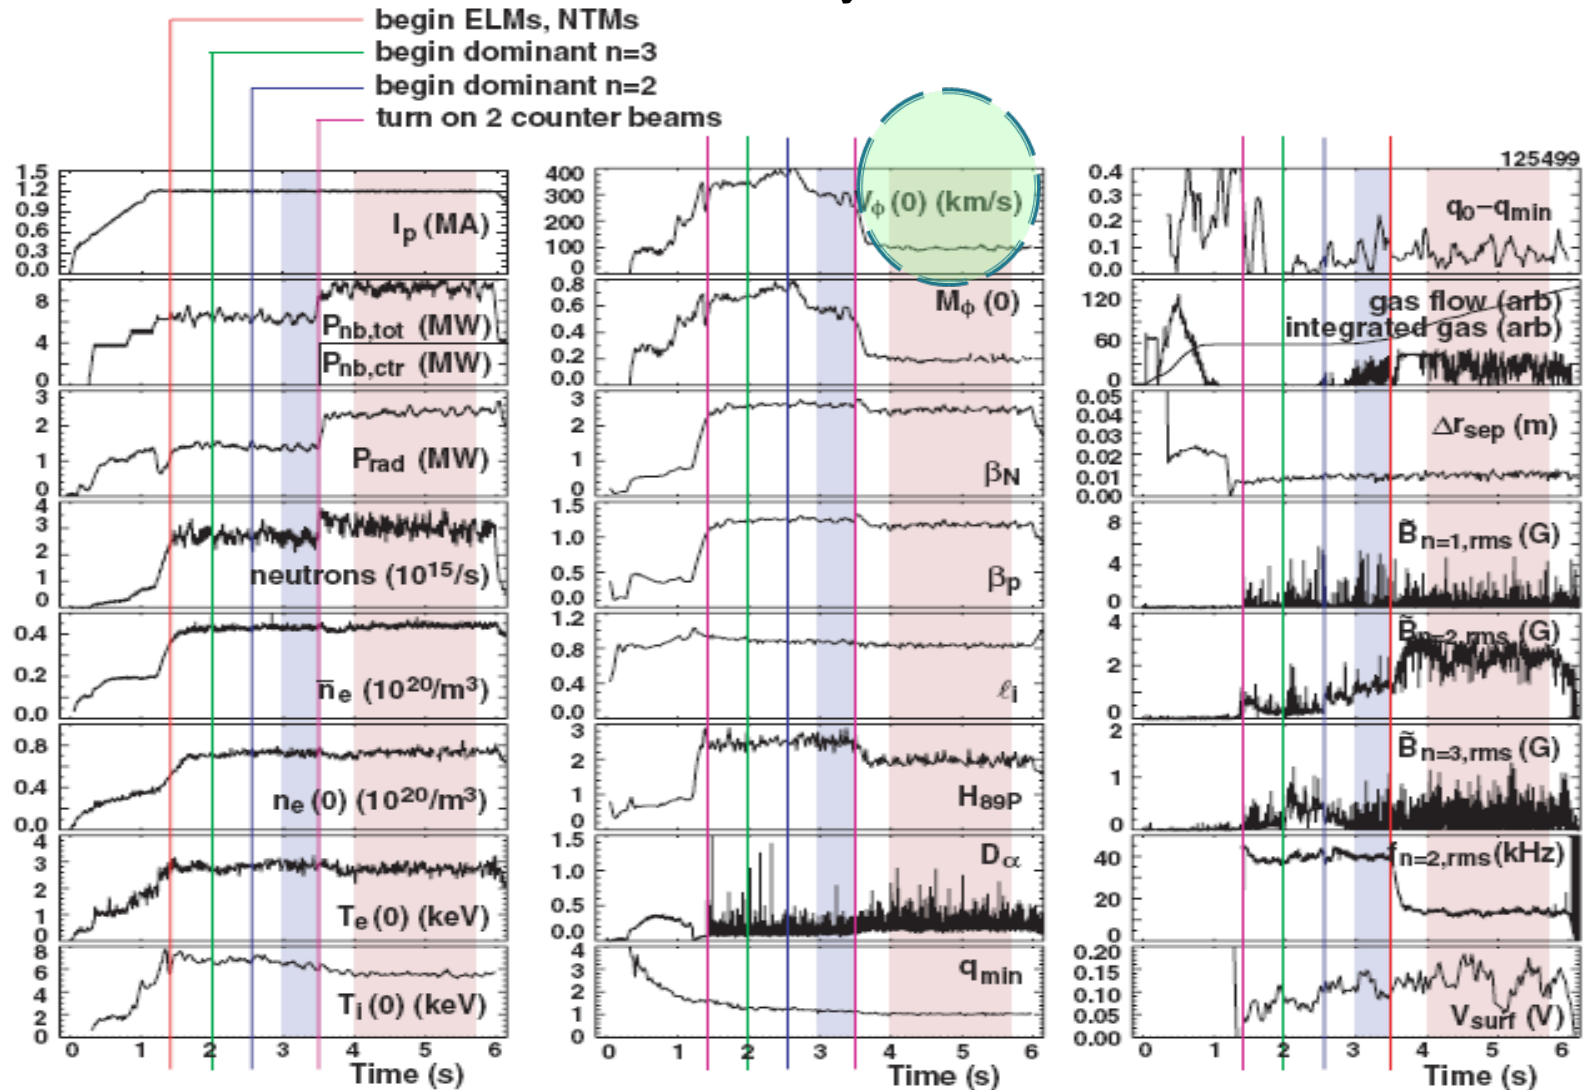 begin ELMs, NTMs
begin dominant n=3
begin dominant n=2
turn on 2 counter beams
125499
1.5
1.2
0.9
0.6
0.3
0.0
Ip (MA)
8
4
0
Pnb,tot (MW)
Pnb,ctr (MW)
3
2
1
0
Prad (MW)
4
3
2
1
0
neutrons (10^15/s)
0.4
0.2
0.0
n̅e (10^20/m^3)
0.8
0.4
0.0
ne (0) (10^20/m^3)
4
3
2
1
0
Te (0) (keV)
8
6
4
2
0
Ti (0) (keV)
0 1 2 3 4 5 6
Time (s)
400
300
200
100
0
Vϕ (0) (km/s)
0.8
0.6
0.4
0.2
0.0
Mϕ (0)
3
2
1
0
βN
1.5
1.0
0.5
0.0
βp
1.2
0.8
0.4
0.0
ℓi
3
2
1
0
H89P
1.5
1.0
0.5
0.0
Dα
4
3
2
1
0
qmin
0 1 2 3 4 5 6
Time (s)
0.4
0.3
0.2
0.1
0.0
q0−qmin
120
60
0
gas flow (arb)
integrated gas (arb)
0.05
0.04
0.03
0.02
0.01
0.00
Δrsep (m)
8
4
0
B̃n=1,rms (G)
4
2
0
B̃n=2,rms (G)
2
1
0
B̃n=3,rms (G)
40
20
0
fn=2,rms (kHz)
0.20
0.15
0.10
0.05
0.00
Vsurf (V)
0 1 2 3 4 5 6
Time (s)